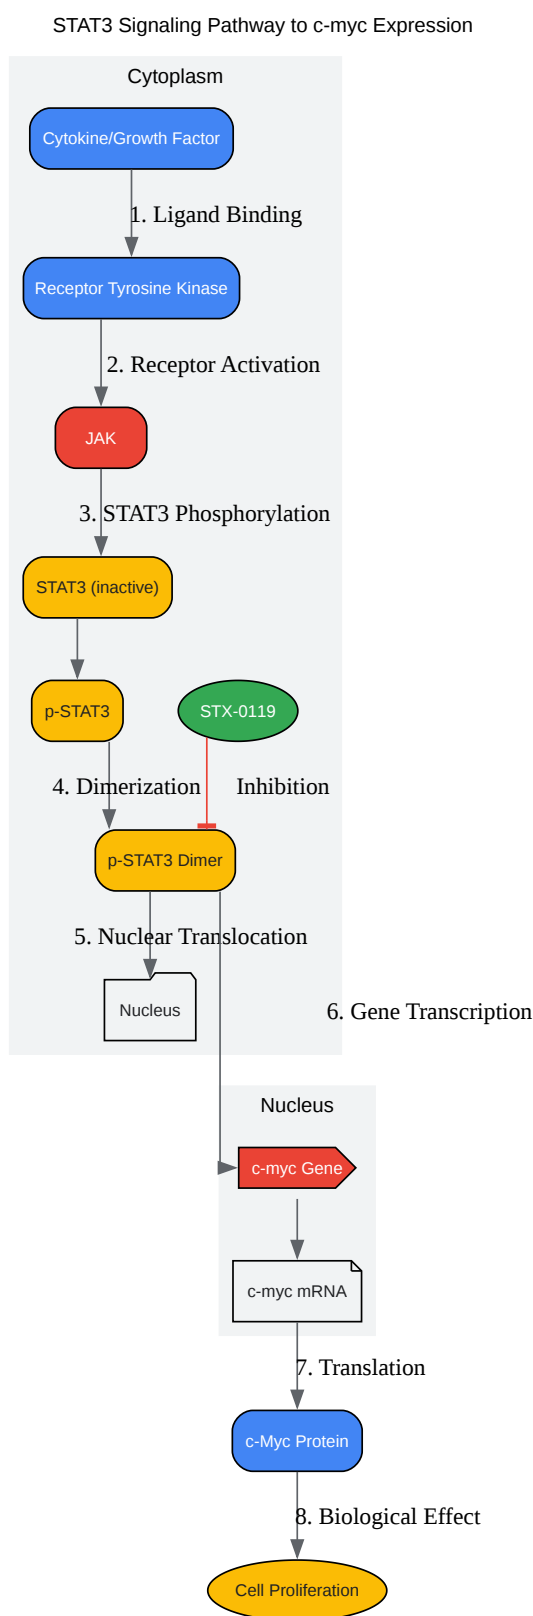 STAT3 Signaling Pathway to c-myc Expression
Cytoplasm
Cytokine/Growth Factor
1. Ligand Binding
Receptor Tyrosine Kinase
2. Receptor Activation
JAK
3. STAT3 Phosphorylation
STAT3 (inactive)
p-STAT3
STX-0119
4. Dimerization
Inhibition
p-STAT3 Dimer
5. Nuclear Translocation
Nucleus
6. Gene Transcription
Nucleus
c-myc Gene
c-myc mRNA
7. Translation
c-Myc Protein
8. Biological Effect
Cell Proliferation